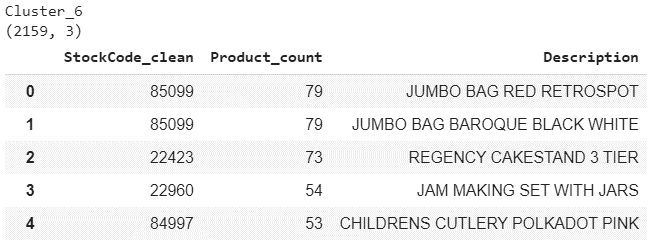 Cluster_6
(2159, 3)
StockCode_clean Product_count Description
0 85099 79 JUMBO BAG RED RETROSPOT
1 85099 79 JUMBO BAG BAROQUE BLACK WHITE
2 22423 73 REGENCY CAKESTAND 3 TIER
3 22960 54 JAM MAKING SET WITH JARS
4 84997 53 CHILDRENS CUTLERY POLKADOT PINK